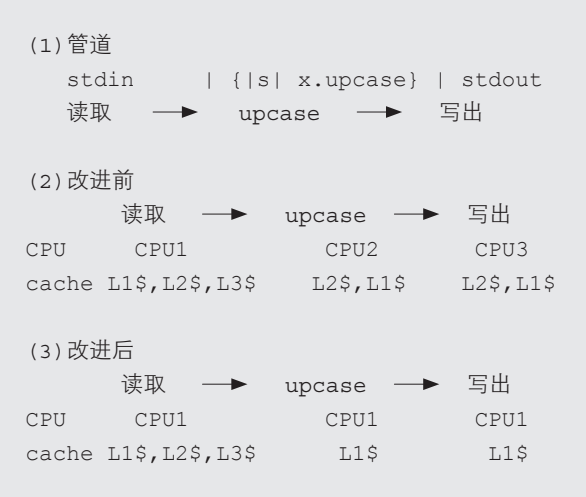 (1)管道
stdin | {|s| x.upcase} | stdout
读取 → upcase → 写出
(2)改进前
读取 → upcase → 写出
CPU CPU1 CPU2 CPU3
cache L1$,L2$,L3$ L2$,L1$ L2$,L1$
(3)改进后
读取 → upcase → 写出
CPU CPU1 CPU1 CPU1
cache L1$,L2$,L3$ L1$ L1$